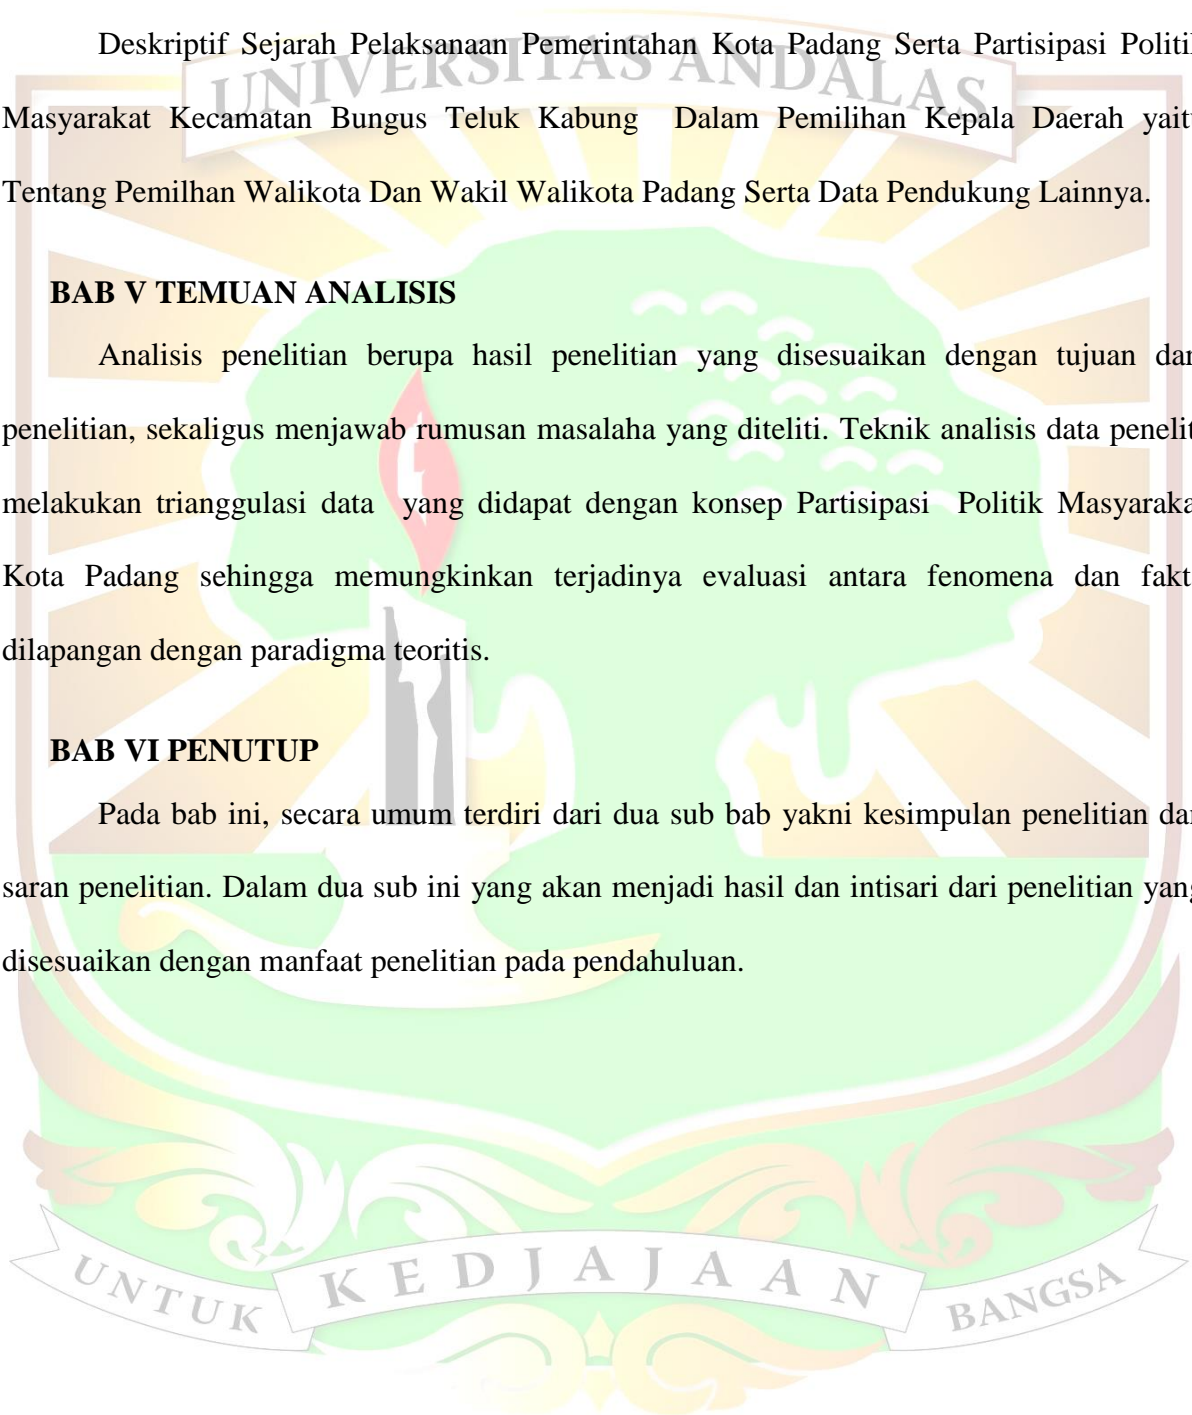 Deskriptif Sejarah Pelaksanaan Pemerintahan Kota Padang Serta Partisipasi Politi
UNIVERSITAS ANDALAS
Masyarakat Kecamatan Bungus Teluk Kabung Dalam Pemilihan Kepala Daerah yait
Tentang Pemilhan Walikota Dan Wakil Walikota Padang Serta Data Pendukung Lainnya.
BAB V TEMUAN ANALISIS
Analisis penelitian berupa hasil penelitian yang disesuaikan dengan tujuan dar
penelitian, sekaligus menjawab rumusan masalaha yang diteliti. Teknik analisis data penelit
melakukan trianggulasi data yang didapat dengan konsep Partisipasi Politik Masyaraka
Kota Padang sehingga memungkinkan terjadinya evaluasi antara fenomena dan fakt
dilapangan dengan paradigma teoritis.
BAB VI PENUTUP
Pada bab ini, secara umum terdiri dari dua sub bab yakni kesimpulan penelitian dan
saran penelitian. Dalam dua sub ini yang akan menjadi hasil dan intisari dari penelitian yang
disesuaikan dengan manfaat penelitian pada pendahuluan.
UNTUK KEDJAJAAN BANGSA